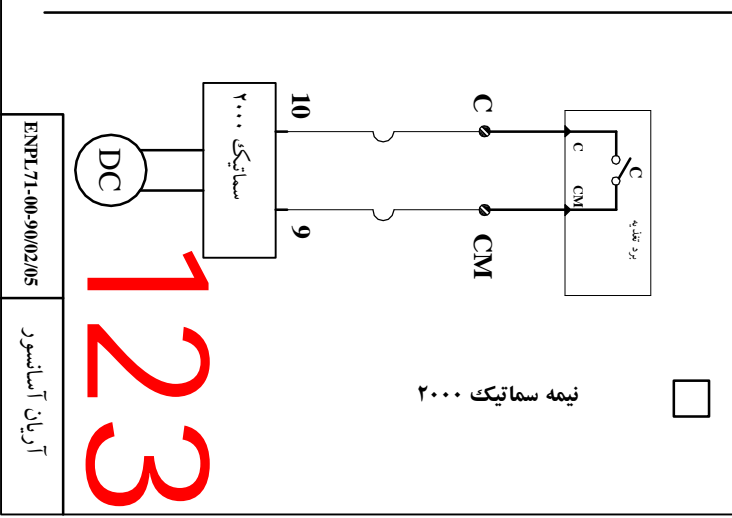 C
CM
برد تغذیه
C
C
CM
10
9
سماتیک ۲۰۰۰
DC
نیمه سماتیک ۲۰۰۰
123
ENPL71-00-90/02/05
آریان آسانسور